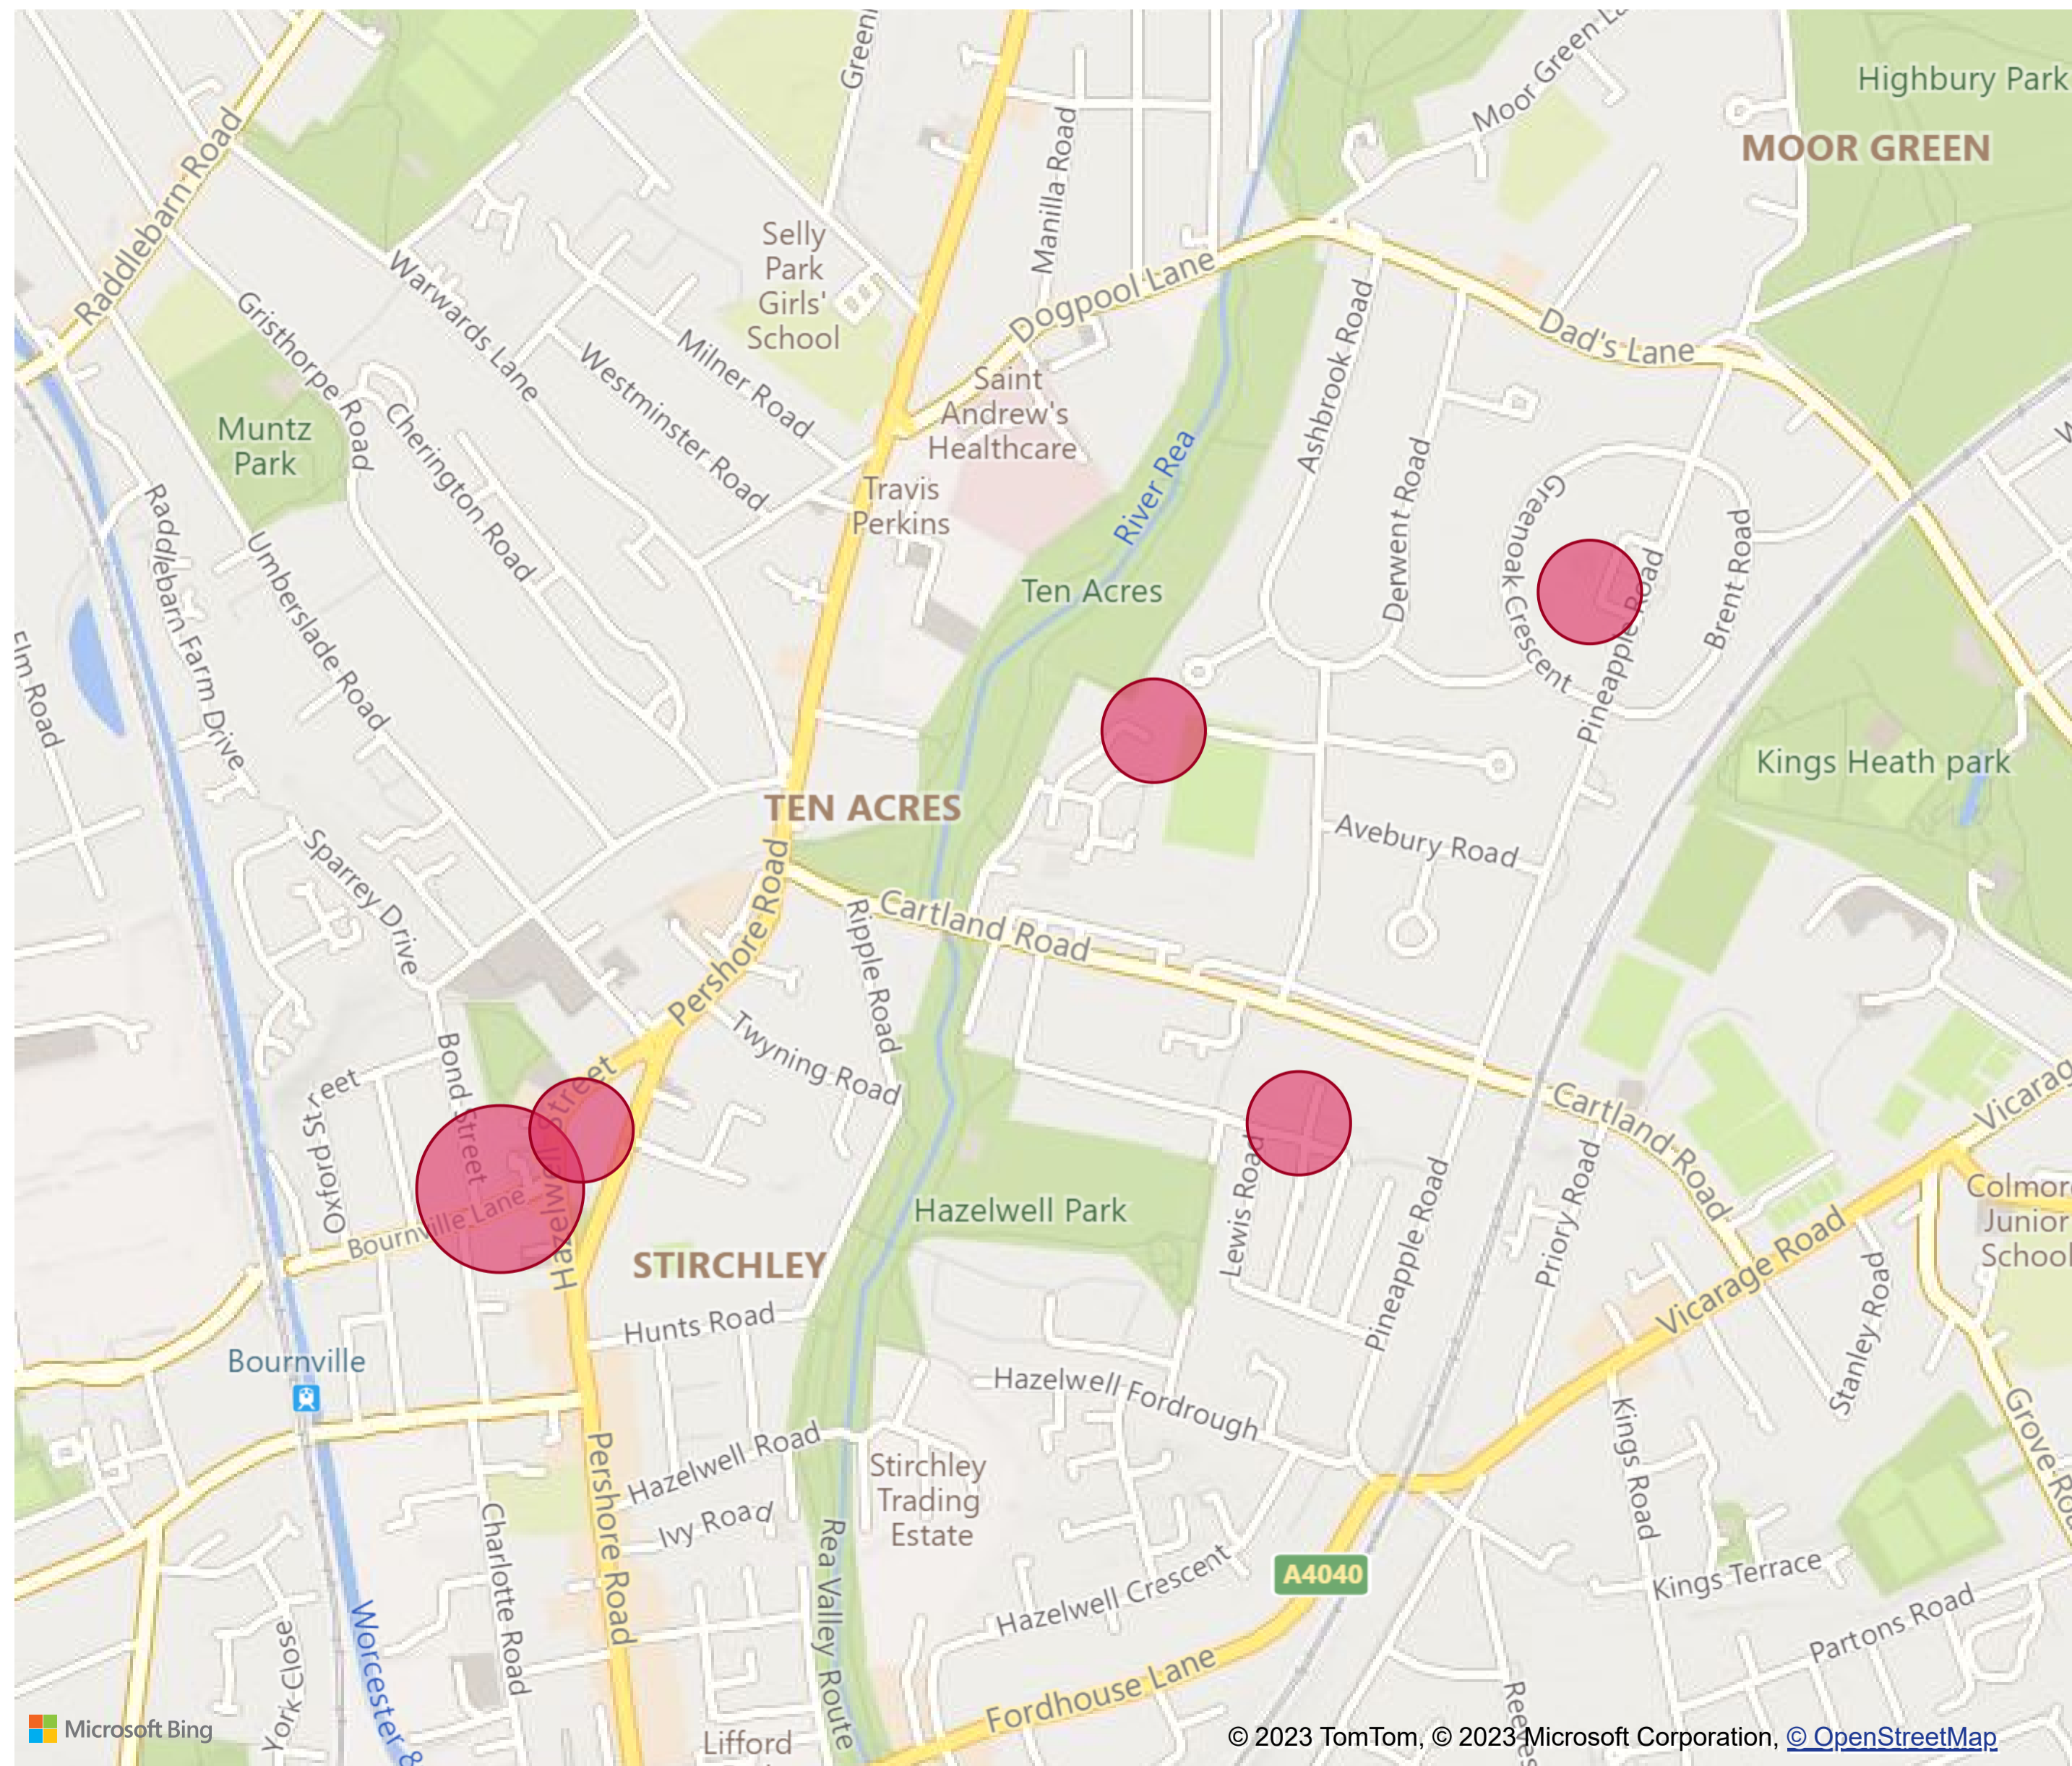 Highbury Park
MOOR GREEN
Raddlebarn Road
Manilla Road
Selly
Park
Girls'
School
Dogpool Lane
Dad's Lane
Warwards Lane
Gristhorpe Road
Milner Road
Westminster Road
Ashbrook Road
Saint
Andrew's
Healthcare
Muntz
Park
Cherington Road
River Rea
Derwent Road
Travis
Perkins
Greenoak Crescent
Brent Road
Raddlebarn Farm Drive
Umberslade Road
Ten Acres
Pineapple Road
Elm Road
Kings Heath park
TEN ACRES
Avebury Road
Sparrey Drive
Pershore Road
Cartland Road
Ripple Road
Twyning Road
Bond Street
Oxford Street
Cartland Road
Hazelwell Street
Bournville Lane
Hazelwell Park
Lewis Road
Pineapple Road
Priory Road
Vicarage Road
Stanley Road
School
Junior
STIRCHLEY
Hunts Road
Bournville
Hazelwell Fordrough
Kings Road
Hazelwell Road
Stirchley
Trading
Estate
Ivy Road
Pershore Road
Charlotte Road
Rea Valley Route
Hazelwell Crescent
A4040
Kings Terrace
Partons Road
Fordhouse Lane
York Close
Worcester &
Lifford
Microsoft Bing
© 2023 TomTom, © 2023 Microsoft Corporation, © OpenStreetMap